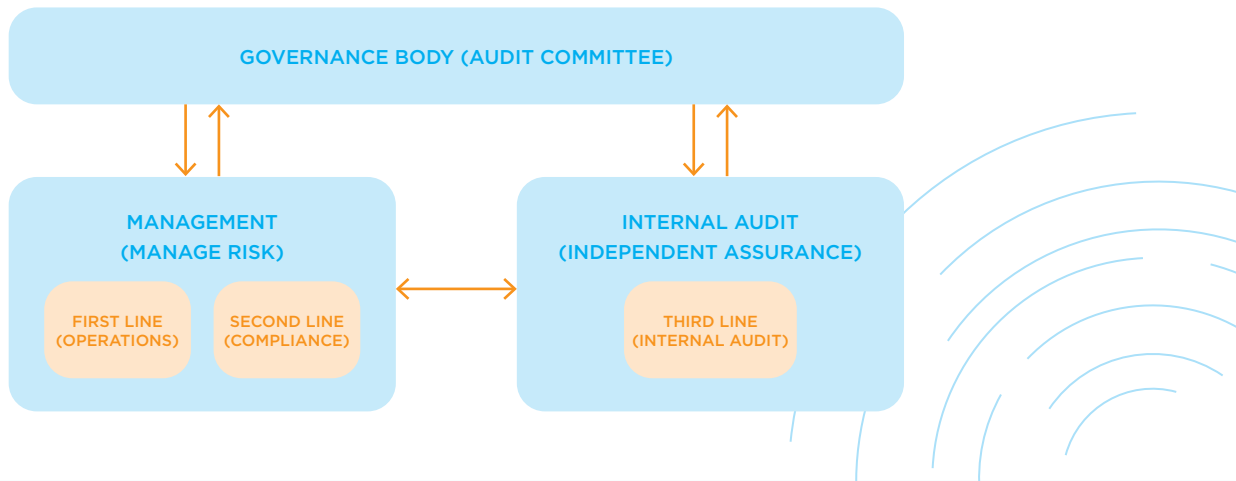 GOVERNANCE BODY (AUDIT COMMITTEE)
MANAGEMENT
(MANAGE RISK)
FIRST LINE
(OPERATIONS)
SECOND LINE
(COMPLIANCE)
INTERNAL AUDIT
(INDEPENDENT ASSURANCE)
THIRD LINE
(INTERNAL AUDIT)